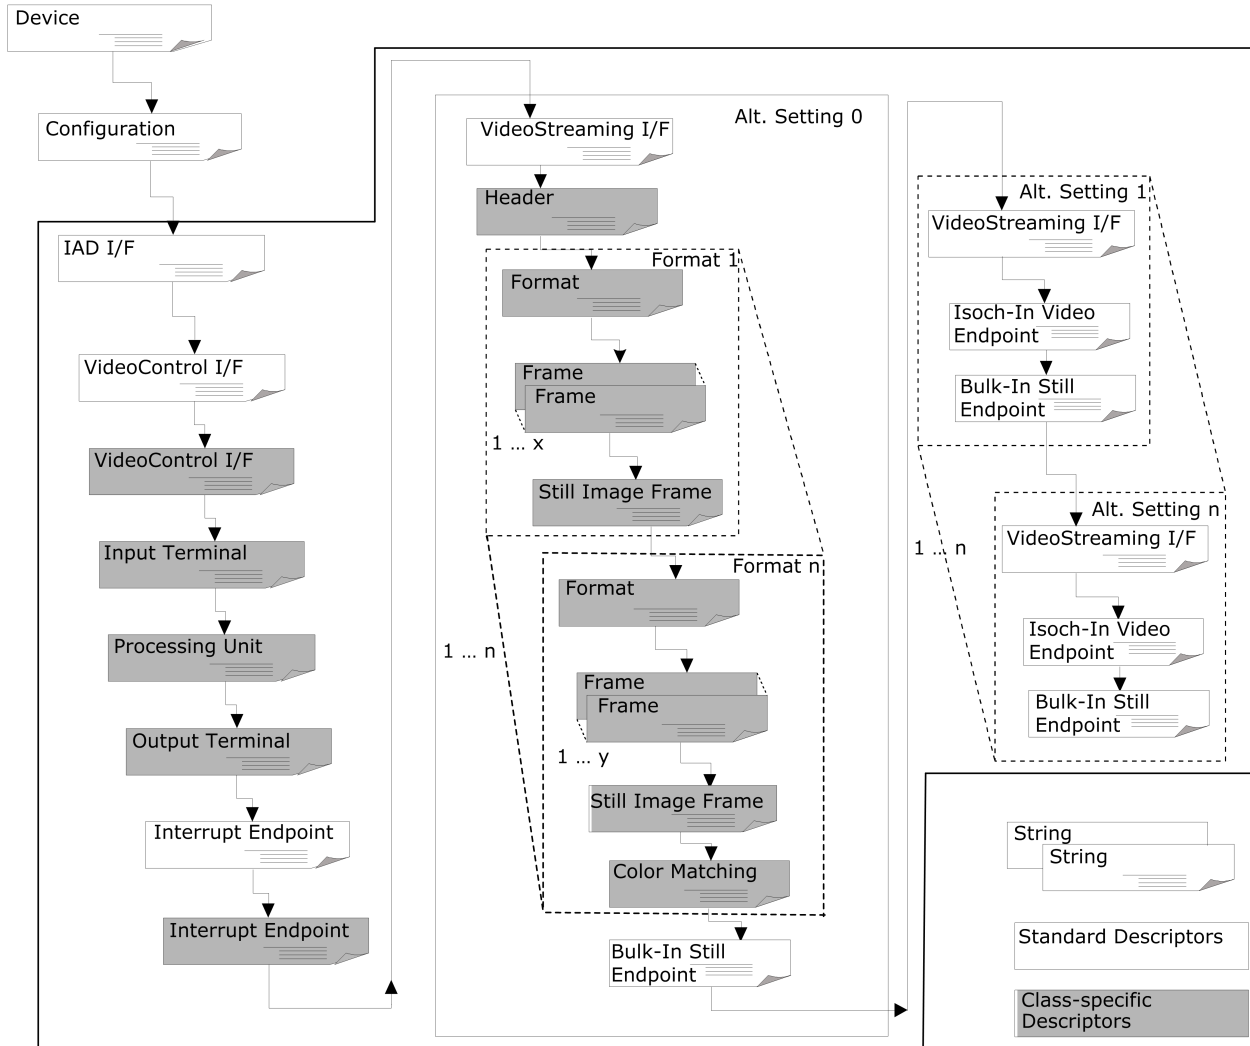 Device
Configuration
IAD I/F
VideoControl I/F
VideoControl I/F
Input Terminal
Processing Unit
Output Terminal
Interrupt Endpoint
Interrupt Endpoint
Alt. Setting 0
VideoStreaming I/F
Header
Format 1
Format
Frame
Frame
1 ... x
Still Image Frame
Format n
Format
1 ... n
Frame
Frame
1 ... y
Still Image Frame
Color Matching
Bulk-In Still
Endpoint
Alt. Setting 1
VideoStreaming I/F
Isoch-In Video
Endpoint
Bulk-In Still
Endpoint
Alt. Setting n
VideoStreaming I/F
1 ... n
Isoch-In Video
Endpoint
Bulk-In Still
Endpoint
String
String
Standard Descriptors
Class-specific
Descriptors